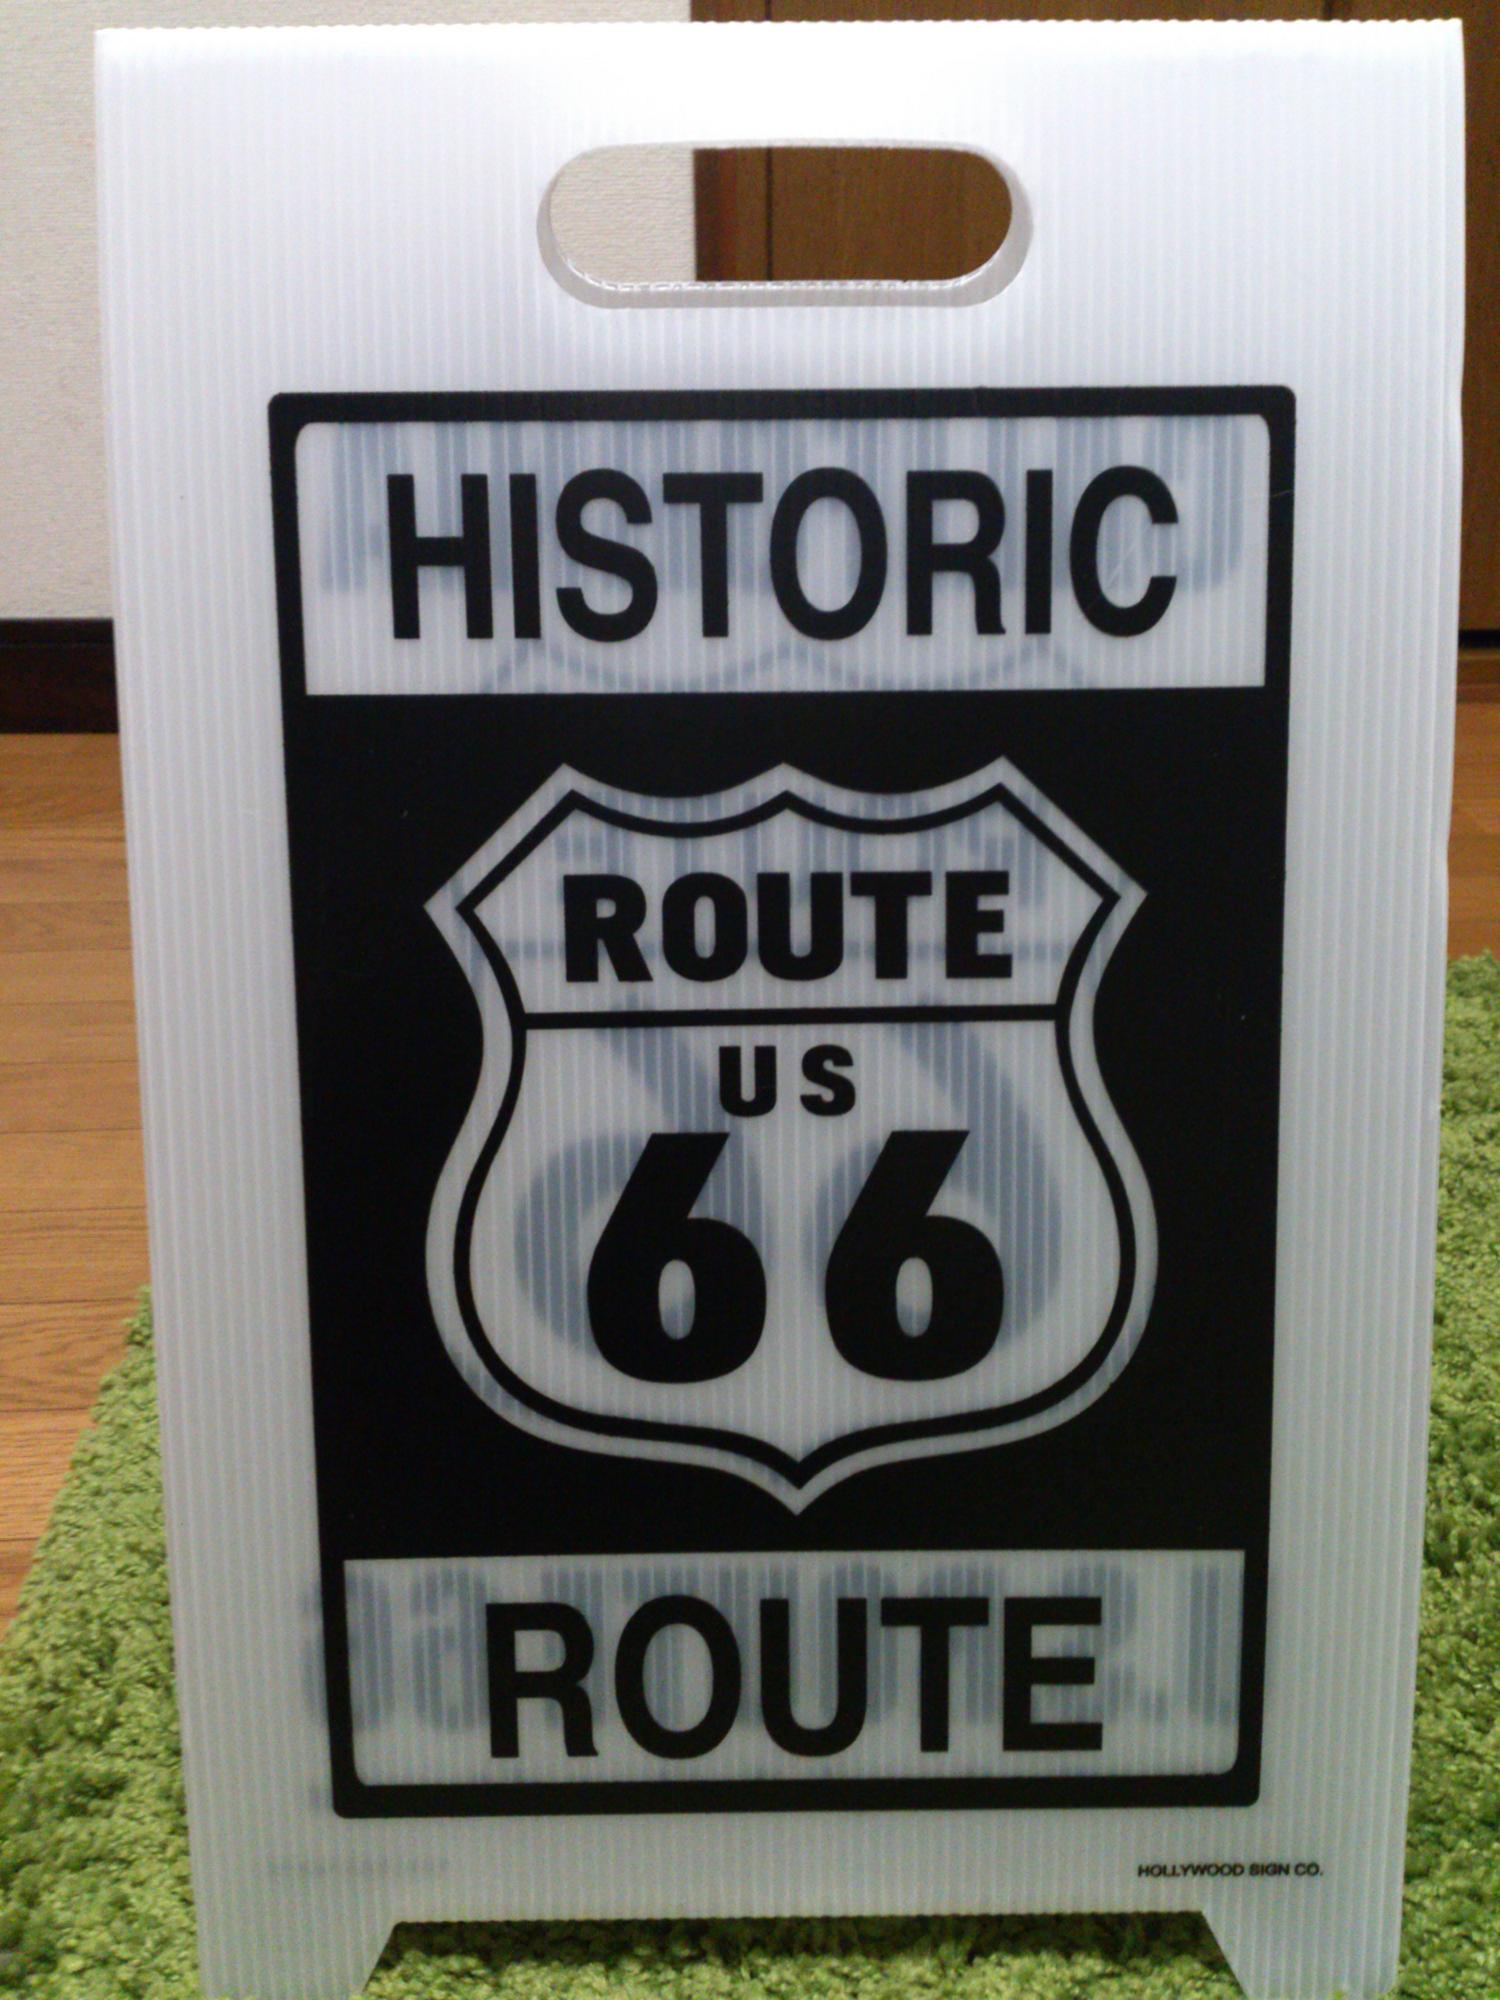 HISTORIC
ROUTE
US
66
ROUTE
HOLLYWOOD SIGN CO.